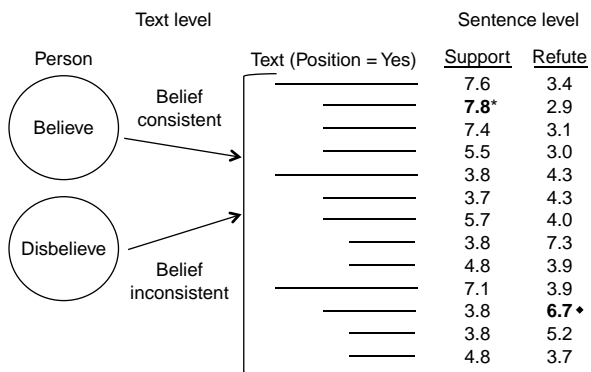 Text level Sentence level
Person Text (Position = Yes) Support Refute
Believe
Belief
consistent
Disbelieve
Belief
inconsistent
7.6 3.4
7.8* 2.9
7.4 3.1
5.5 3.0
3.8 4.3
3.7 4.3
5.7 4.0
3.8 7.3
4.8 3.9
7.1 3.9
3.8 6.7◆
3.8 5.2
4.8 3.7